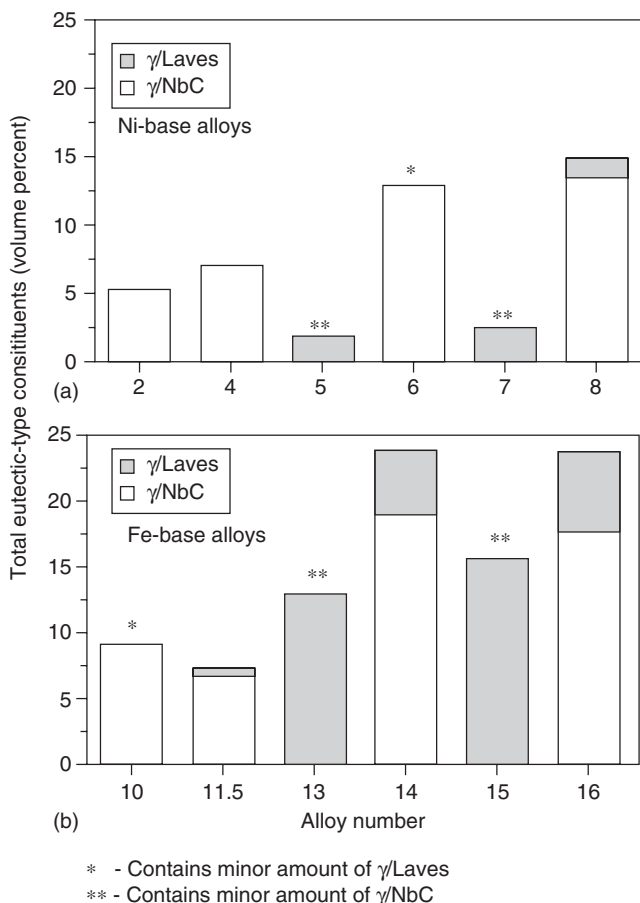 Total eutectic-type consitituents (volume percent)
25
20
15
10
5
0
γ/Laves
γ/NbC
Ni-base alloys
*
**
**
2 4 5 6 7 8
(a)
25
20
15
10
5
0
γ/Laves
γ/NbC
Fe-base alloys
*
**
**
10 11.5 13 14 15 16
(b)
Alloy number
* - Contains minor amount of γ/Laves
** - Contains minor amount of γ/NbC